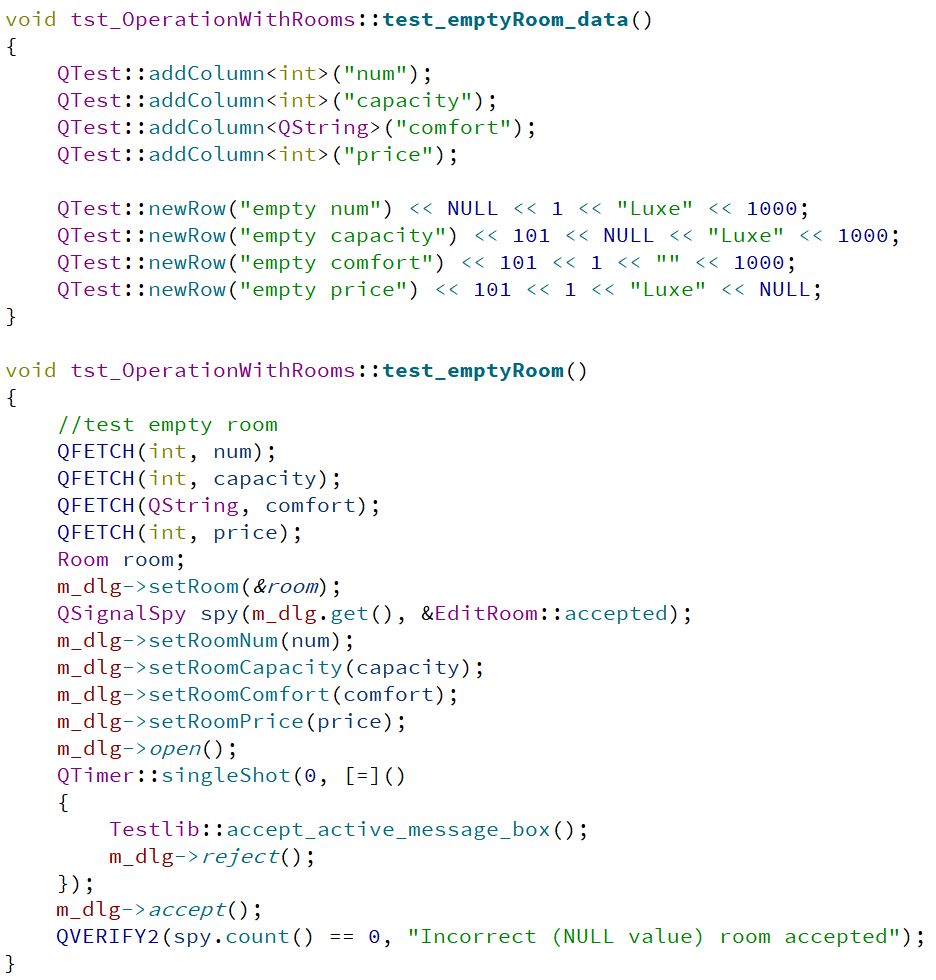 void tst_OperationWithRooms::test_emptyRoom_data()
{
    QTest::addColumn<int>("num");
    QTest::addColumn<int>("capacity");
    QTest::addColumn<QString>("comfort");
    QTest::addColumn<int>("price");

    QTest::newRow("empty num") << NULL << 1 << "Luxe" << 1000;
    QTest::newRow("empty capacity") << 101 << NULL << "Luxe" << 1000;
    QTest::newRow("empty comfort") << 101 << 1 << "" << 1000;
    QTest::newRow("empty price") << 101 << 1 << "Luxe" << NULL;
}

void tst_OperationWithRooms::test_emptyRoom()
{
    //test empty room
    QFETCH(int, num);
    QFETCH(int, capacity);
    QFETCH(QString, comfort);
    QFETCH(int, price);
    Room room;
    m_dlg->setRoom(&room);
    QSignalSpy spy(m_dlg.get(), &EditRoom::accepted);
    m_dlg->setRoomNum(num);
    m_dlg->setRoomCapacity(capacity);
    m_dlg->setRoomComfort(comfort);
    m_dlg->setRoomPrice(price);
    m_dlg->open();
    QTimer::singleShot(0, [=]()
    {
        Testlib::accept_active_message_box();
        m_dlg->reject();
    });
    m_dlg->accept();
    QVERIFY2(spy.count() == 0, "Incorrect (NULL value) room accepted");
}